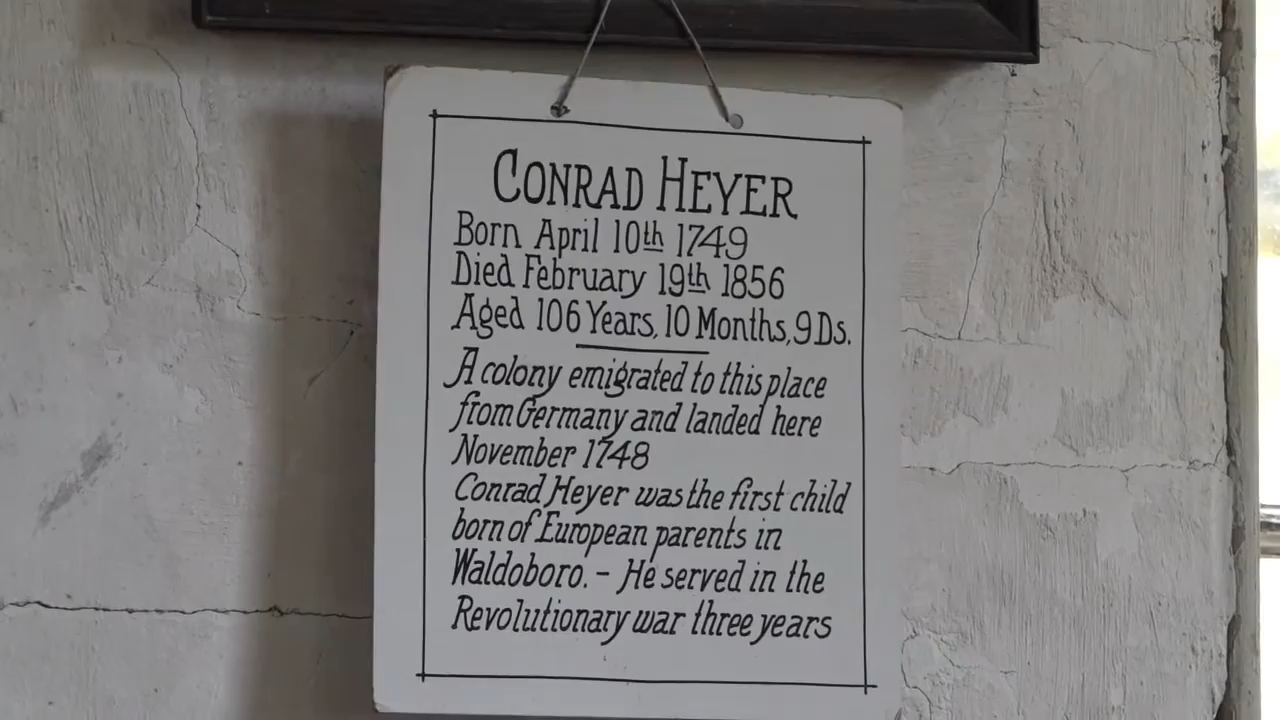 CONRAD HEYER
Born April 10th 1749
Died February 19th 1856
Aged 106 Years, 10 Months, 9 Ds.
A colony emigrated to this place
from Germany and landed here
November 1748
Conrad Heyer was the first child
born of European parents in
Waldoboro. – He served in the
Revolutionary war three years